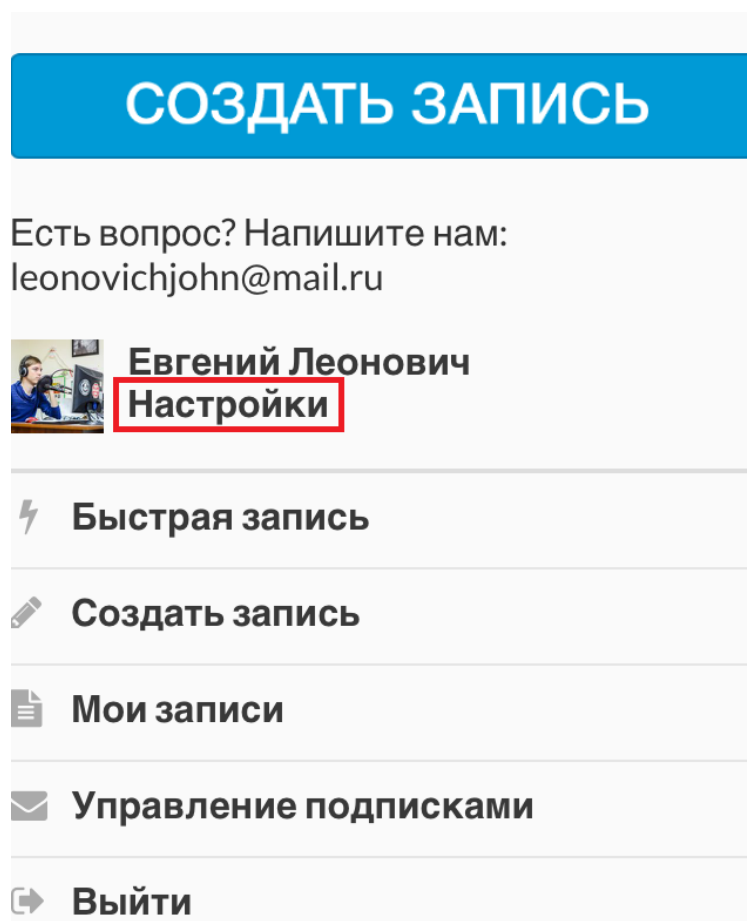 СОЗДАТЬ ЗАПИСЬ
Есть вопрос? Напишите нам:
leonovichjohn@mail.ru
Евгений Леонович
Настройки
Быстрая запись
Создать запись
Мои записи
Управление подписками
Выйти